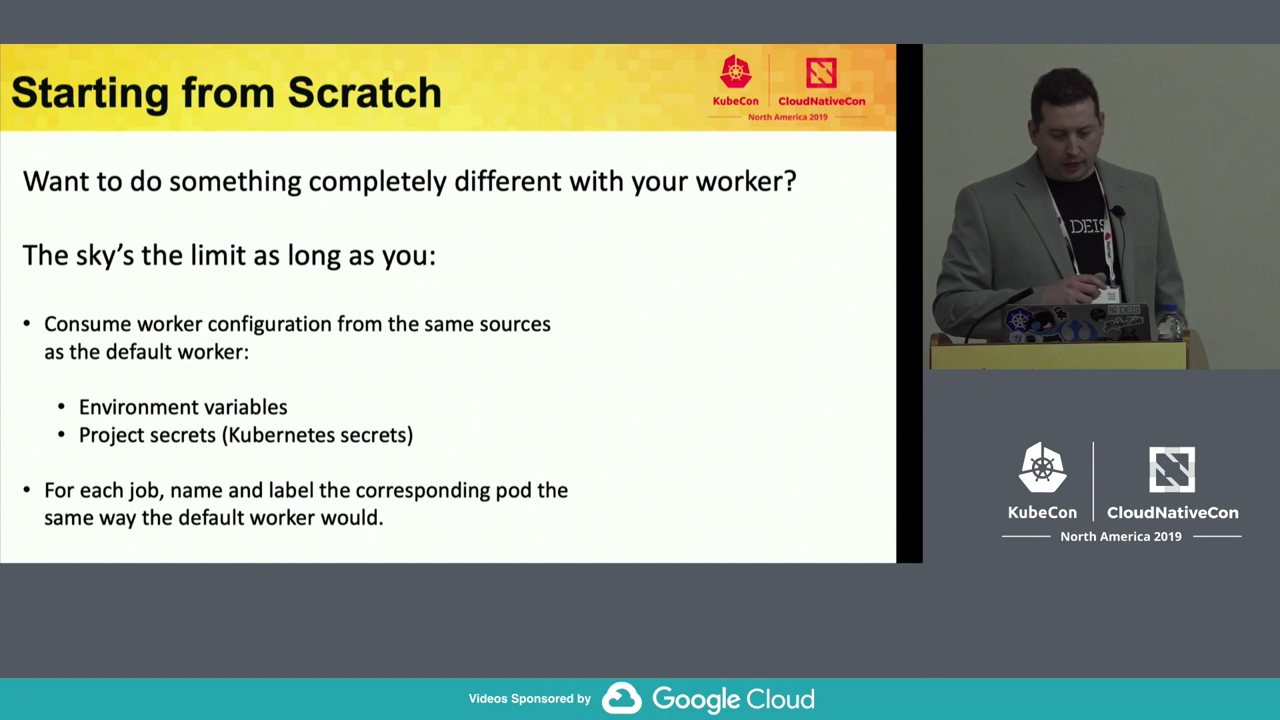 Starting from Scratch
KubeCon
CloudNativeCon
North America 2019
Want to do something completely different with your worker?
The sky's the limit as long as you:
• Consume worker configuration from the same sources
as the default worker:
• Environment variables
• Project secrets (Kubernetes secrets)
• For each job, name and label the corresponding pod the
same way the default worker would.
DEIS
KubeCon
CloudNativeCon
North America 2019
Videos Sponsored by
Google Cloud